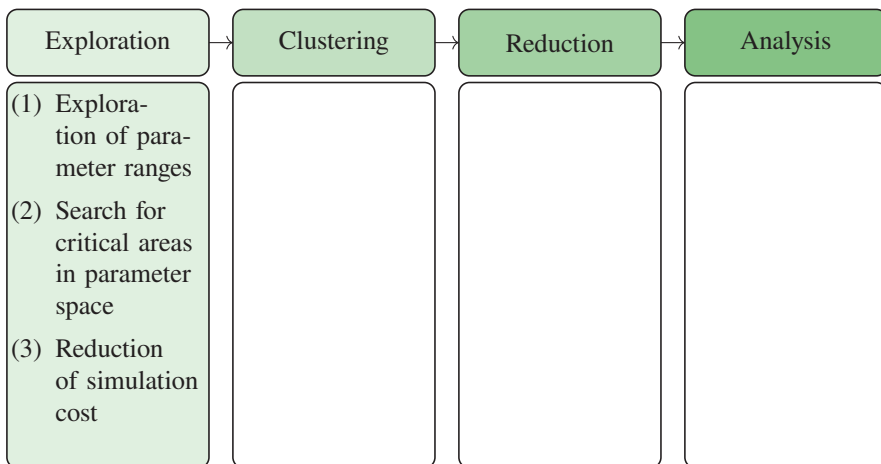 Exploration
Clustering
Reduction
Analysis
(1) Explora-
tion of para-
meter ranges
(2) Search for
critical areas
in parameter
space
(3) Reduction
of simulation
cost